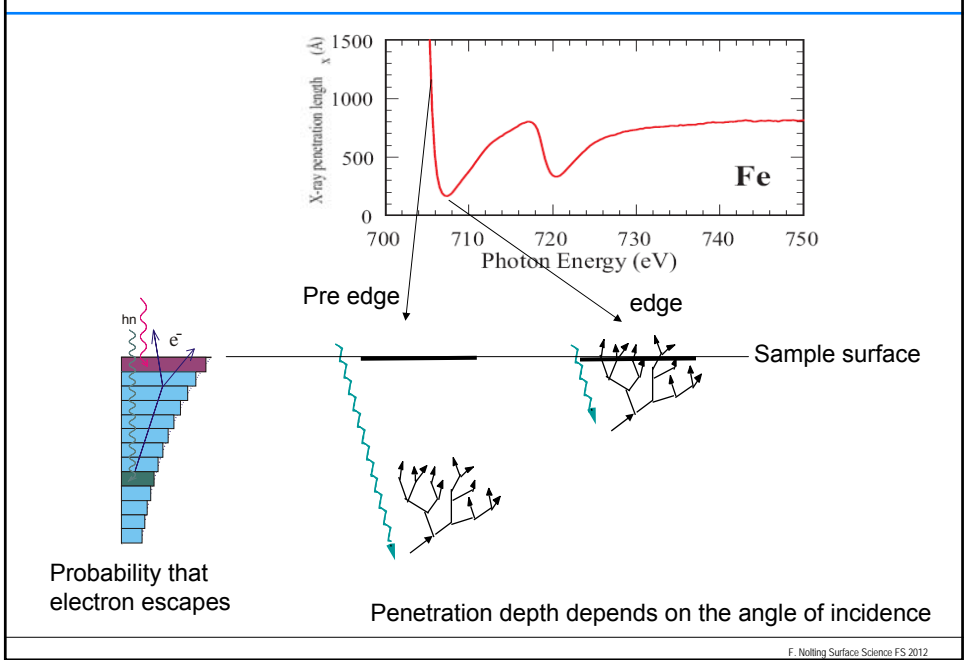 1500
1000
500
0
X-ray penetration length x (Å)
Fe
700 710 720 730 740 750
Photon Energy (eV)
Pre edge
edge
hn
e-
Sample surface
Probability that
electron escapes
Penetration depth depends on the angle of incidence
F. Nolting Surface Science FS 2012